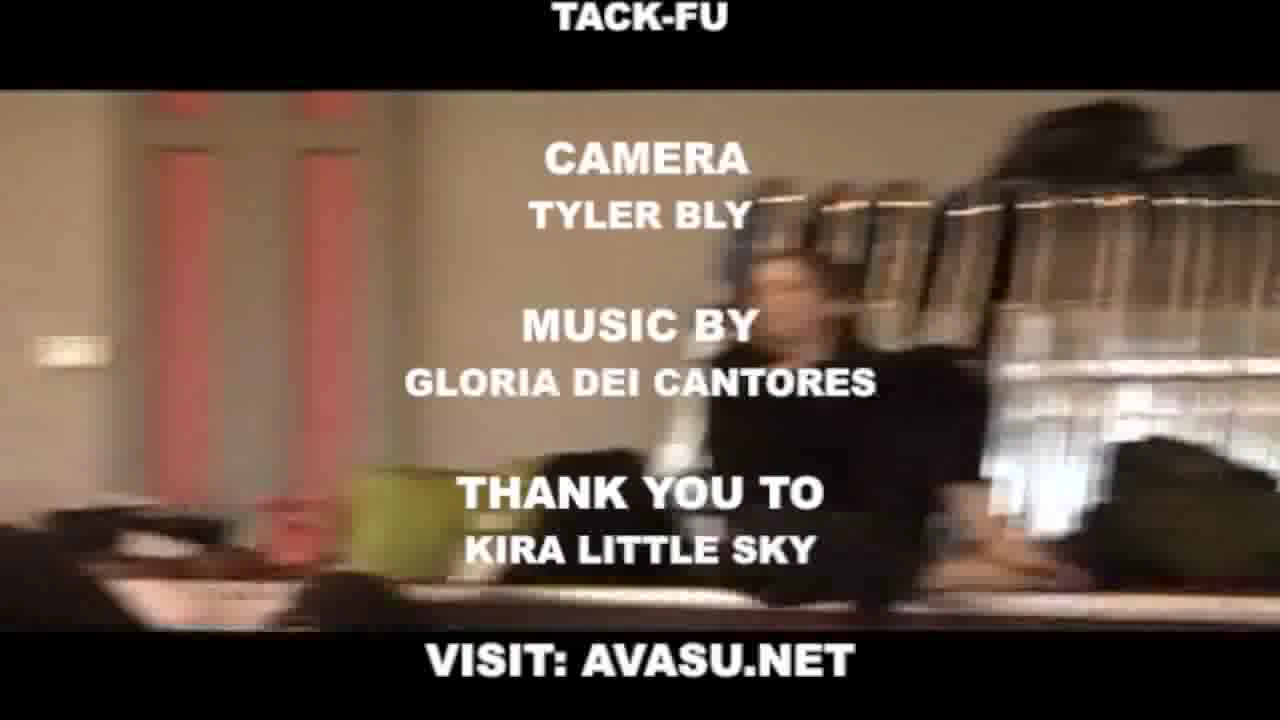 TACK-FU
CAMERA
TYLER BLY
MUSIC BY
GLORIA DEI CANTORES
THANK YOU TO
KIRA LITTLE SKY
VISIT: AVASU.NET